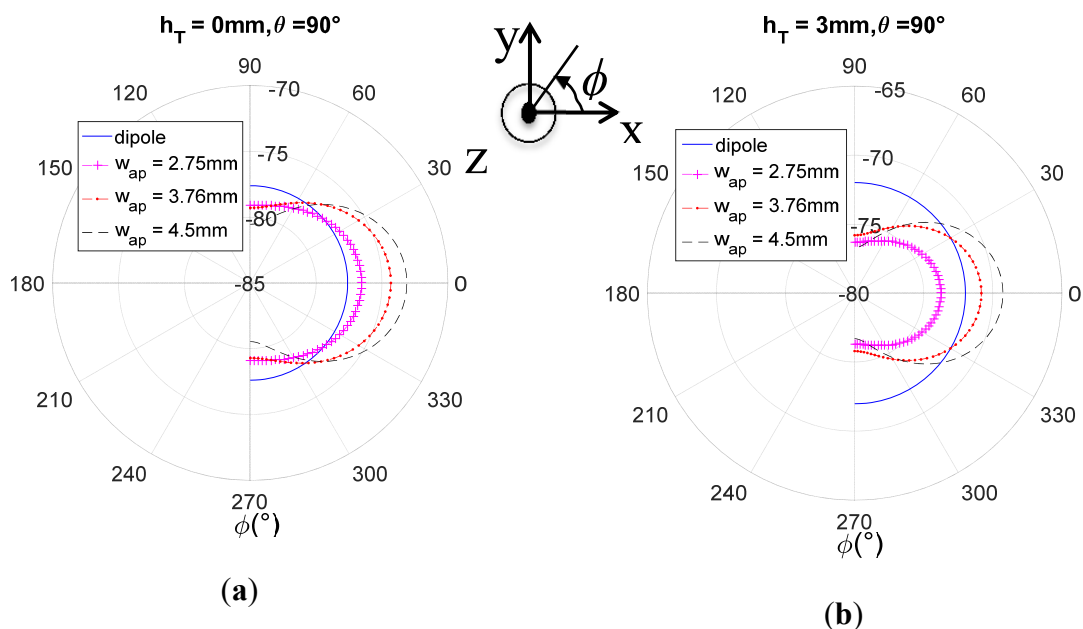 h_T = 0mm, θ =90°
90
-70
120
60
-75
dipole
w_ap = 2.75mm
w_ap = 3.76mm
w_ap = 4.5mm
150
30
-80
180
-85
0
210
330
240
300
270
ϕ(°)
(a)
y
ϕ
x
z
h_T = 3mm, θ =90°
90
-65
120
60
-70
dipole
w_ap = 2.75mm
w_ap = 3.76mm
w_ap = 4.5mm
150
30
-75
180
-80
0
210
330
240
300
270
ϕ(°)
(b)